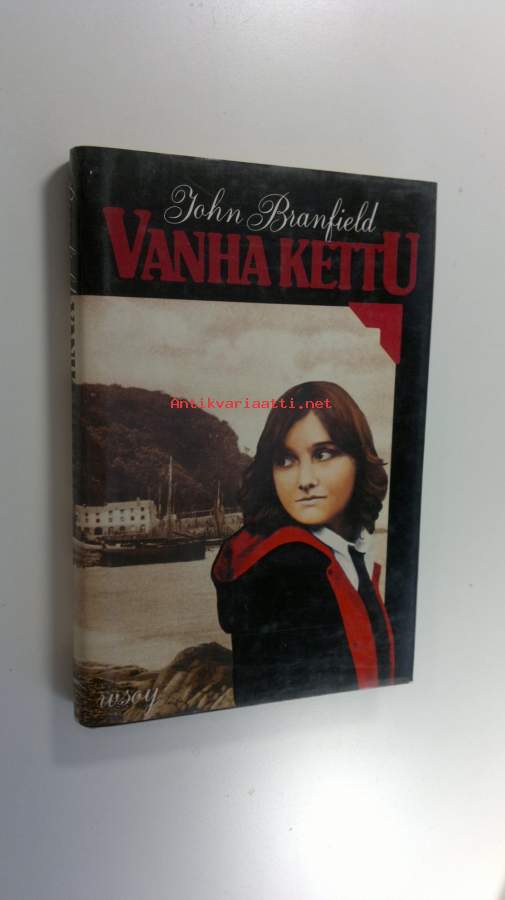 John Branfield
VANHA KETTU
Antikvariaatti.net
wsoy